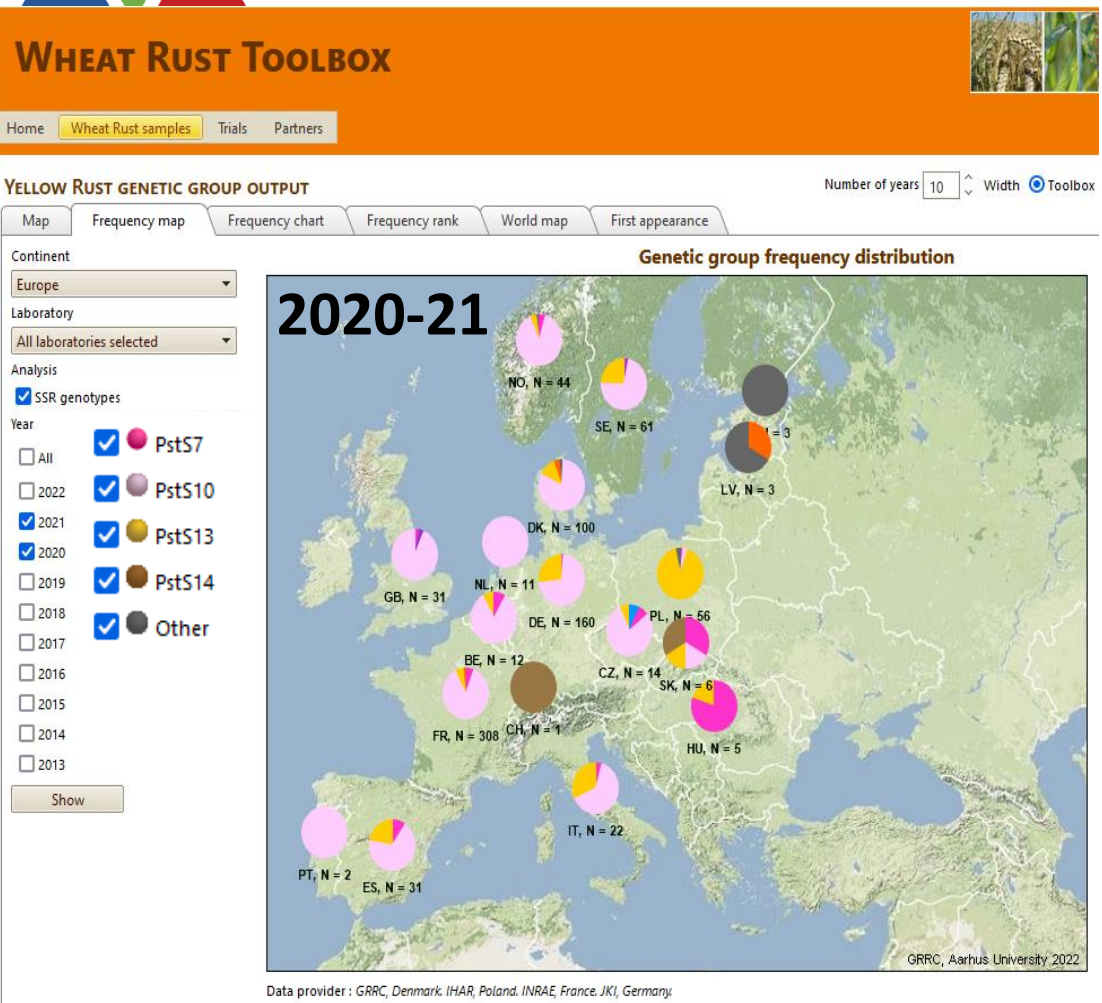 WHEAT RUST TOOLBOX
Home Wheat Rust samples Trials Partners
YELLOW RUST GENETIC GROUP OUTPUT
Number of years 10 Width Toolbox
Map Frequency map Frequency chart Frequency rank World map First appearance
Continent
Europe
Laboratory
All laboratories selected
Analysis
SSR genotypes
Year
All
2022
2021
2020
2019
2018
2017
2016
2015
2014
2013
Show
PstS7
PstS10
PstS13
PstS14
Other
Genetic group frequency distribution
2020-21
NO, N = 44
SE, N = 61
= 3
LV, N = 3
DK, N = 100
NL, N = 11
GB, N = 31
DE, N = 160
PL, N = 56
BE, N = 12
CZ, N = 14
SK, N = 6
FR, N = 308
CH, N = 1
HU, N = 5
IT, N = 22
PT, N = 2
ES, N = 31
GRRC, Aarhus University 2022
Data provider : GRRC, Denmark. IHAR, Poland. INRAE, France. JKI, Germany.